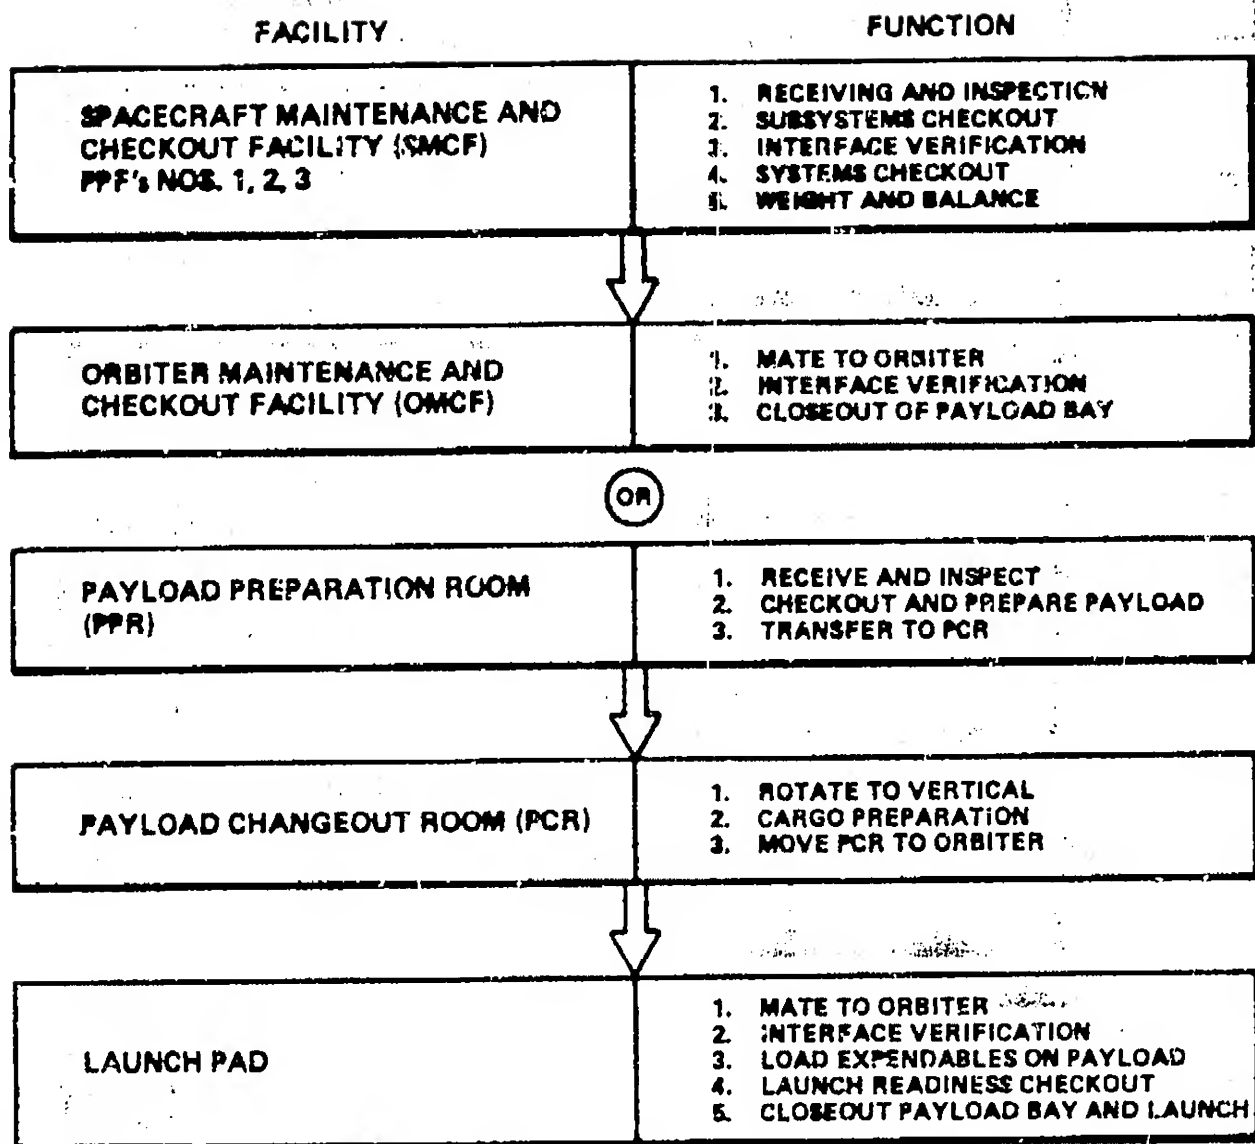 FACILITY
FUNCTION
SPACECRAFT MAINTENANCE AND
CHECKOUT FACILITY (SMCF)
PPF's NOS. 1, 2, 3
1. RECEIVING AND INSPECTION
2. SUBSYSTEMS CHECKOUT
3. INTERFACE VERIFICATION
4. SYSTEMS CHECKOUT
5. WEIGHT AND BALANCE
ORBITER MAINTENANCE AND
CHECKOUT FACILITY (OMCF)
1. MATE TO ORBITER
2. INTERFACE VERIFICATION
3. CLOSEOUT OF PAYLOAD BAY
OR
PAYLOAD PREPARATION ROOM
(PPR)
1. RECEIVE AND INSPECT
2. CHECKOUT AND PREPARE PAYLOAD
3. TRANSFER TO PCR
PAYLOAD CHANGEOUT ROOM (PCR)
1. ROTATE TO VERTICAL
2. CARGO PREPARATION
3. MOVE PCR TO ORBITER
LAUNCH PAD
1. MATE TO ORBITER
2. INTERFACE VERIFICATION
3. LOAD EXPENDABLES ON PAYLOAD
4. LAUNCH READINESS CHECKOUT
5. CLOSEOUT PAYLOAD BAY AND LAUNCH